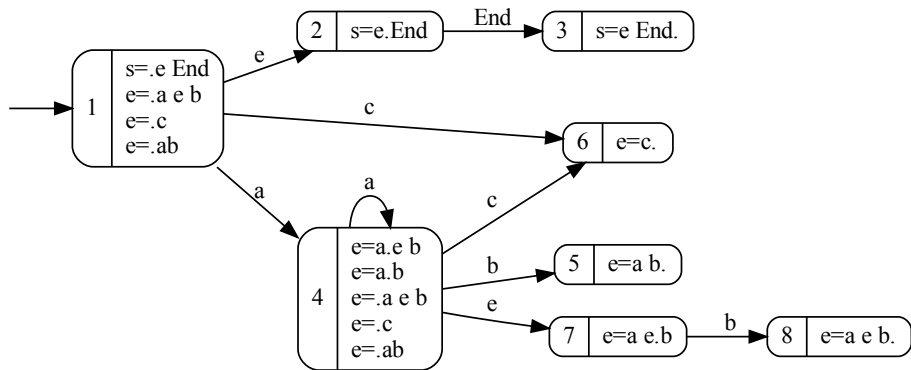 1
s=.e End
e=.a e b
e=.c
e=.ab
e
2
s=e.End
End
3
s=e End.
c
6
e=c.
a
a
4
e=a.e b
e=a.b
e=.a e b
e=.c
e=.ab
c
b
5
e=a b.
e
7
e=a e.b
b
8
e=a e b.